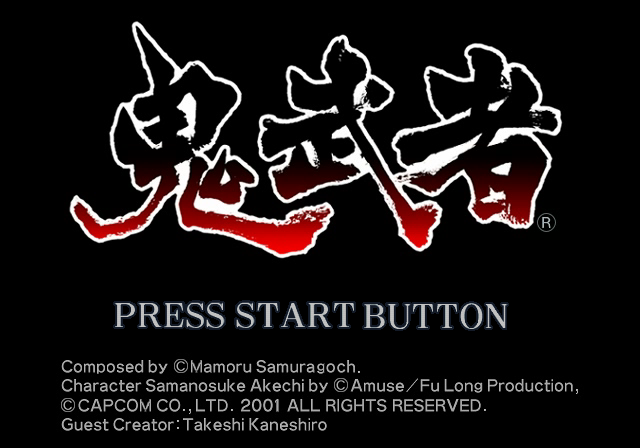 鬼武者
®
PRESS START BUTTON
Composed by ©Mamoru Samuragoch.
Character Samanosuke Akechi by ©Amuse／Fu Long Production,
©CAPCOM CO., LTD. 2001 ALL RIGHTS RESERVED.
Guest Creator:Takeshi Kaneshiro